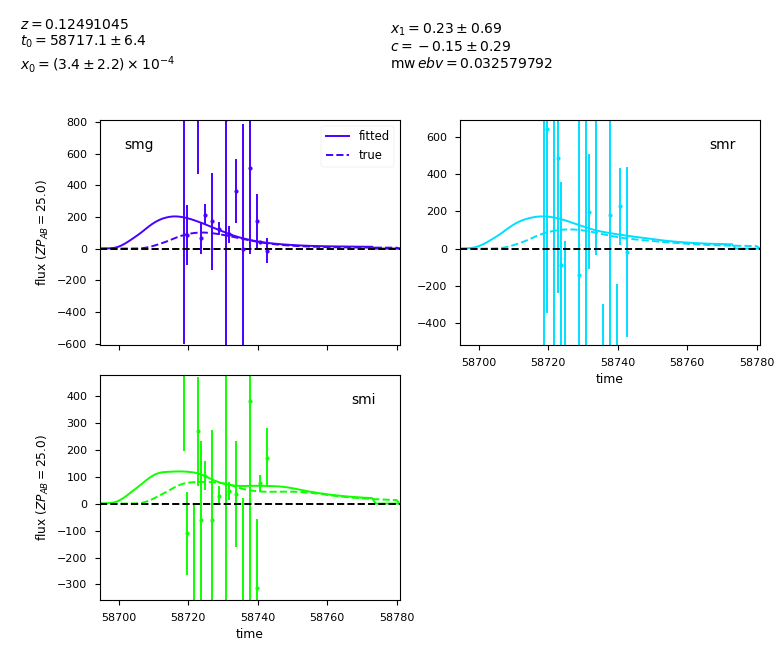 z = 0.12491045
t₀ = 58717.1 ± 6.4
x₀ = (3.4 ± 2.2) × 10⁻⁴
x₁ = 0.23 ± 0.69
c = −0.15 ± 0.29
mw ebv = 0.032579792
smg
fitted
true
flux (ZP_AB = 25.0)
800
600
400
200
0
−200
−400
−600
smr
600
400
200
0
−200
−400
58700 58720 58740 58760 58780
time
smi
flux (ZP_AB = 25.0)
400
300
200
100
0
−100
−200
−300
58700 58720 58740 58760 58780
time